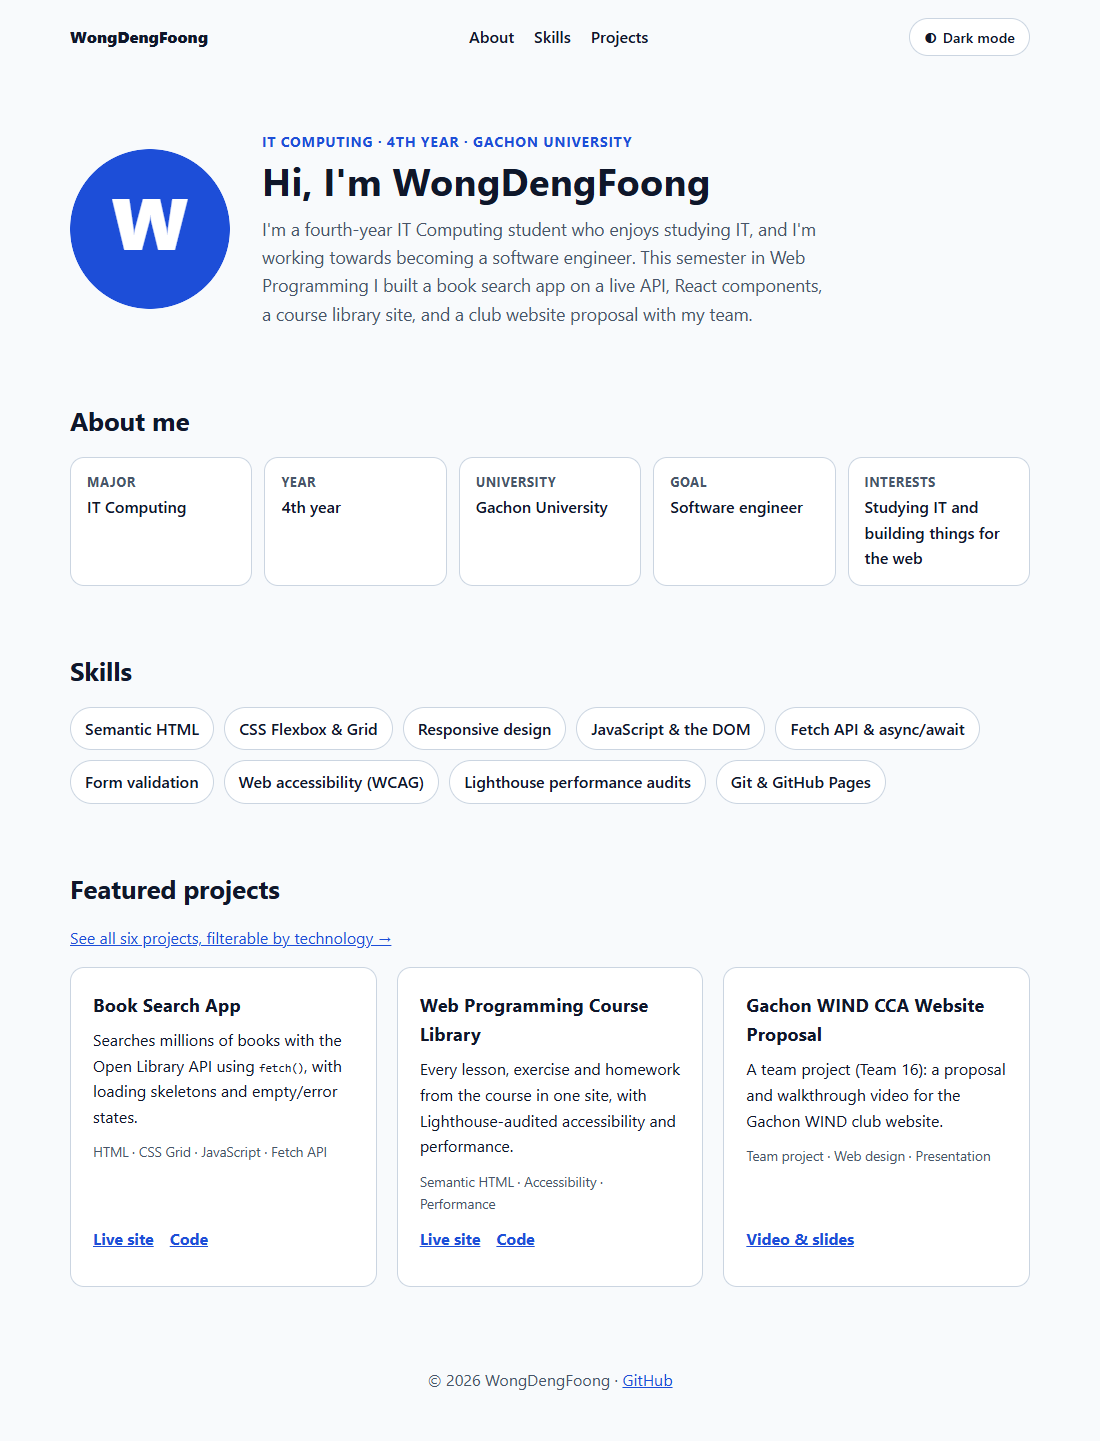 WongDengFoong
About Skills Projects
◐ Dark mode
W
IT COMPUTING · 4TH YEAR · GACHON UNIVERSITY
Hi, I'm WongDengFoong
I'm a fourth-year IT Computing student who enjoys studying IT, and I'm
working towards becoming a software engineer. This semester in Web
Programming I built a book search app on a live API, React components,
a course library site, and a club website proposal with my team.
About me
MAJOR
IT Computing
YEAR
4th year
UNIVERSITY
Gachon University
GOAL
Software engineer
INTERESTS
Studying IT and
building things for
the web
Skills
Semantic HTML
CSS Flexbox & Grid
Responsive design
JavaScript & the DOM
Fetch API & async/await
Form validation
Web accessibility (WCAG)
Lighthouse performance audits
Git & GitHub Pages
Featured projects
See all six projects, filterable by technology →
Book Search App
Searches millions of books with the
Open Library API using fetch(), with
loading skeletons and empty/error
states.
HTML · CSS Grid · JavaScript · Fetch API
Live site Code
Web Programming Course
Library
Every lesson, exercise and homework
from the course in one site, with
Lighthouse-audited accessibility and
performance.
Semantic HTML · Accessibility ·
Performance
Live site Code
Gachon WIND CCA Website
Proposal
A team project (Team 16): a proposal
and walkthrough video for the
Gachon WIND club website.
Team project · Web design · Presentation
Video & slides
© 2026 WongDengFoong · GitHub